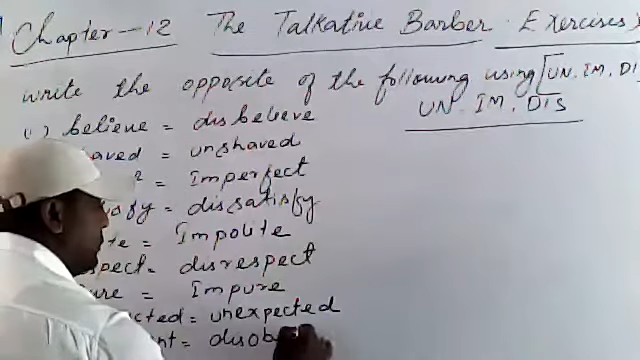 Chapter-12 The Talkative Barber Exercises
write the opposite of the following using [UN, IM, DI
UN. IM. DIS
believe = disbelieve
= unshaved
= Imperfect
= dissatisfy
= Impolite
= disrespect
= Impure
= unexpected
=